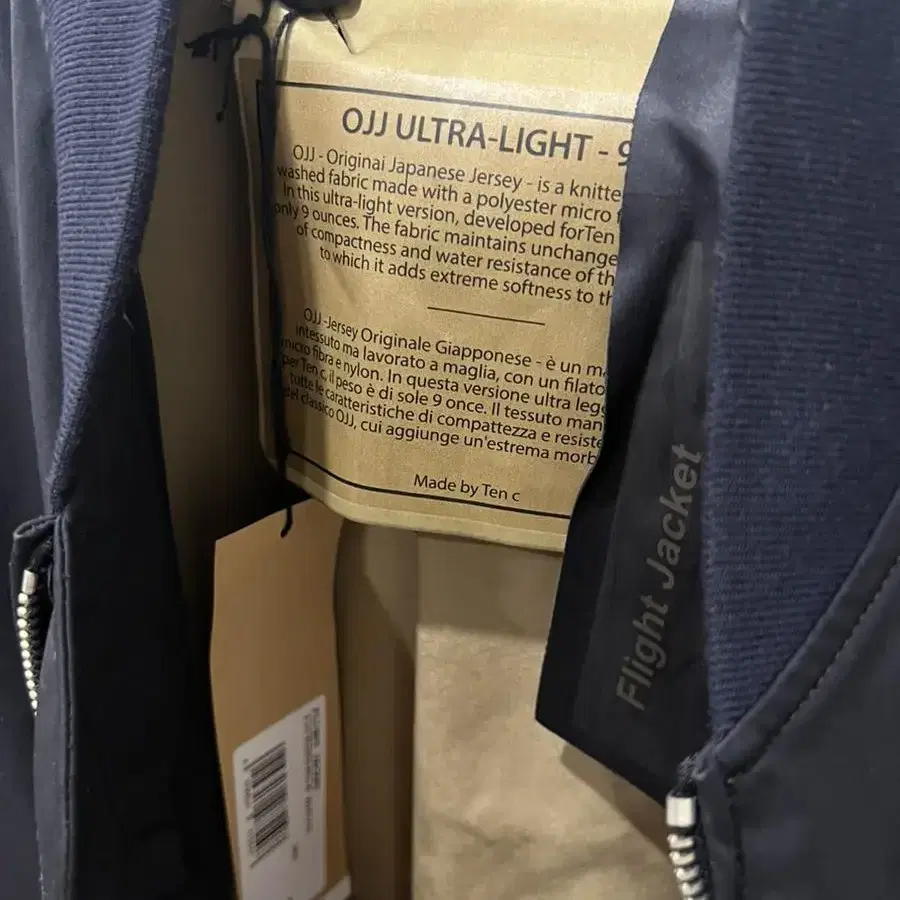 OJJ ULTRA-LIGHT - 9
OJJ - Originai Japanese Jersey - is a knitte
washed fabric made with a polyester micro
In this ultra-light version, developed forTen
only 9 ounces. The fabric maintains unchange
of compactness and water resistance of th
to which it adds extreme softness to th
OJJ -Jersey Originale Giapponese - è un m
intessuto ma lavorato a maglia, con un filato
micro fibra e nylon. In questa versione ultra legg
per Ten c, il peso è di sole 9 once. Il tessuto man
tutte le caratteristiche di compattezza e resiste
del classico OJJ, cui aggiunge un'estrema morb
Made by Ten c
Flight Jacket